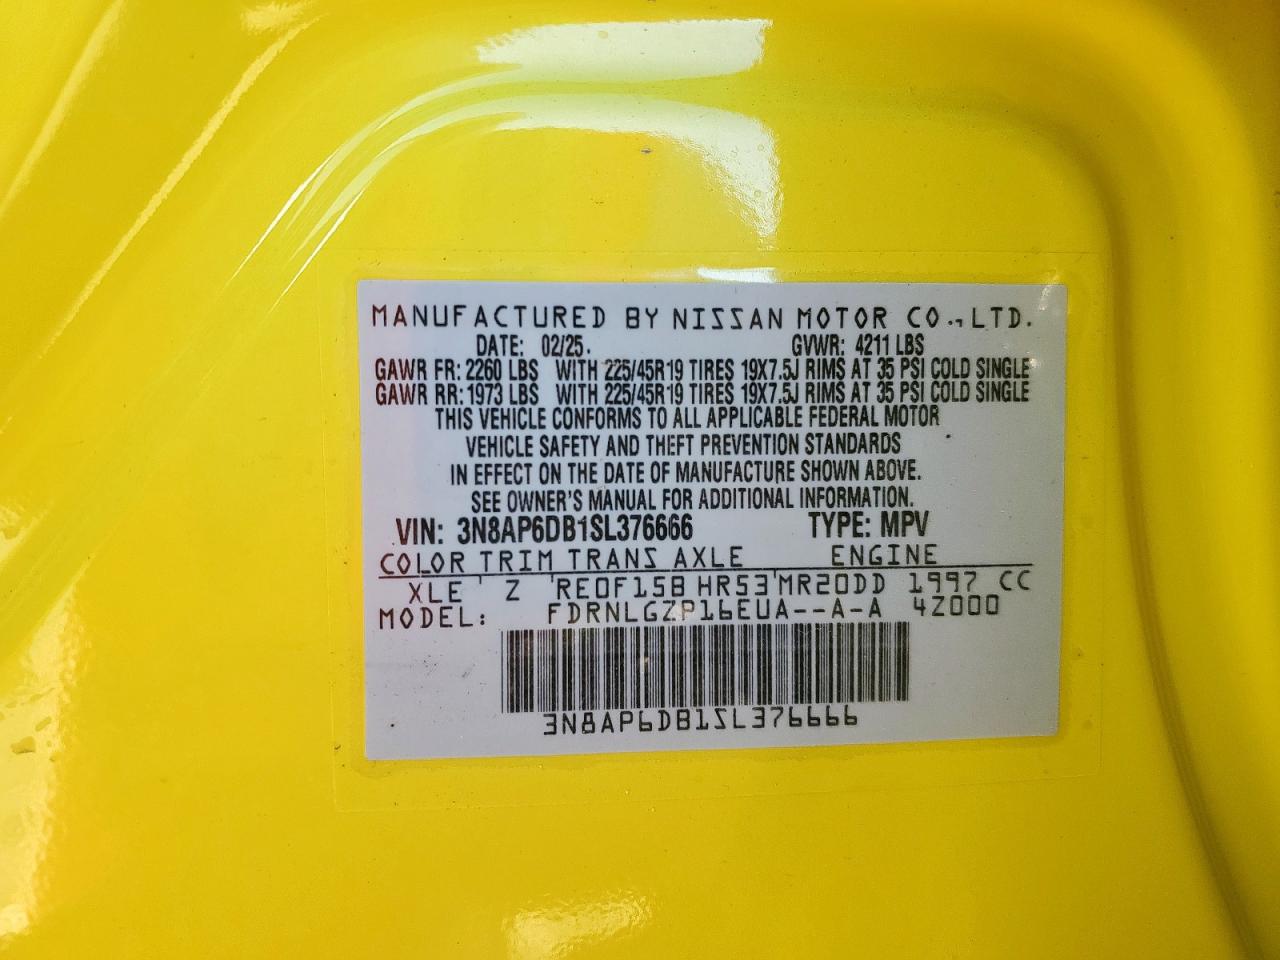 MANUFACTURED BY NISSAN MOTOR CO.,LTD.
DATE: 02/25. GVWR: 4211 LBS
GAWR FR: 2260 LBS WITH 225/45R19 TIRES 19X7.5J RIMS AT 35 PSI COLD SINGLE
GAWR RR: 1973 LBS WITH 225/45R19 TIRES 19X7.5J RIMS AT 35 PSI COLD SINGLE
THIS VEHICLE CONFORMS TO ALL APPLICABLE FEDERAL MOTOR
VEHICLE SAFETY AND THEFT PREVENTION STANDARDS
IN EFFECT ON THE DATE OF MANUFACTURE SHOWN ABOVE.
SEE OWNER'S MANUAL FOR ADDITIONAL INFORMATION.
VIN: 3N8AP6DB1SL376666 TYPE: MPV
COLOR TRIM TRANS AXLE ENGINE
XLE Z RE0F15B HR53 MR20DD 1997 CC
MODEL: FDRNLGZP16EUA--A-A 4Z000
3N8AP6DB1SL376666